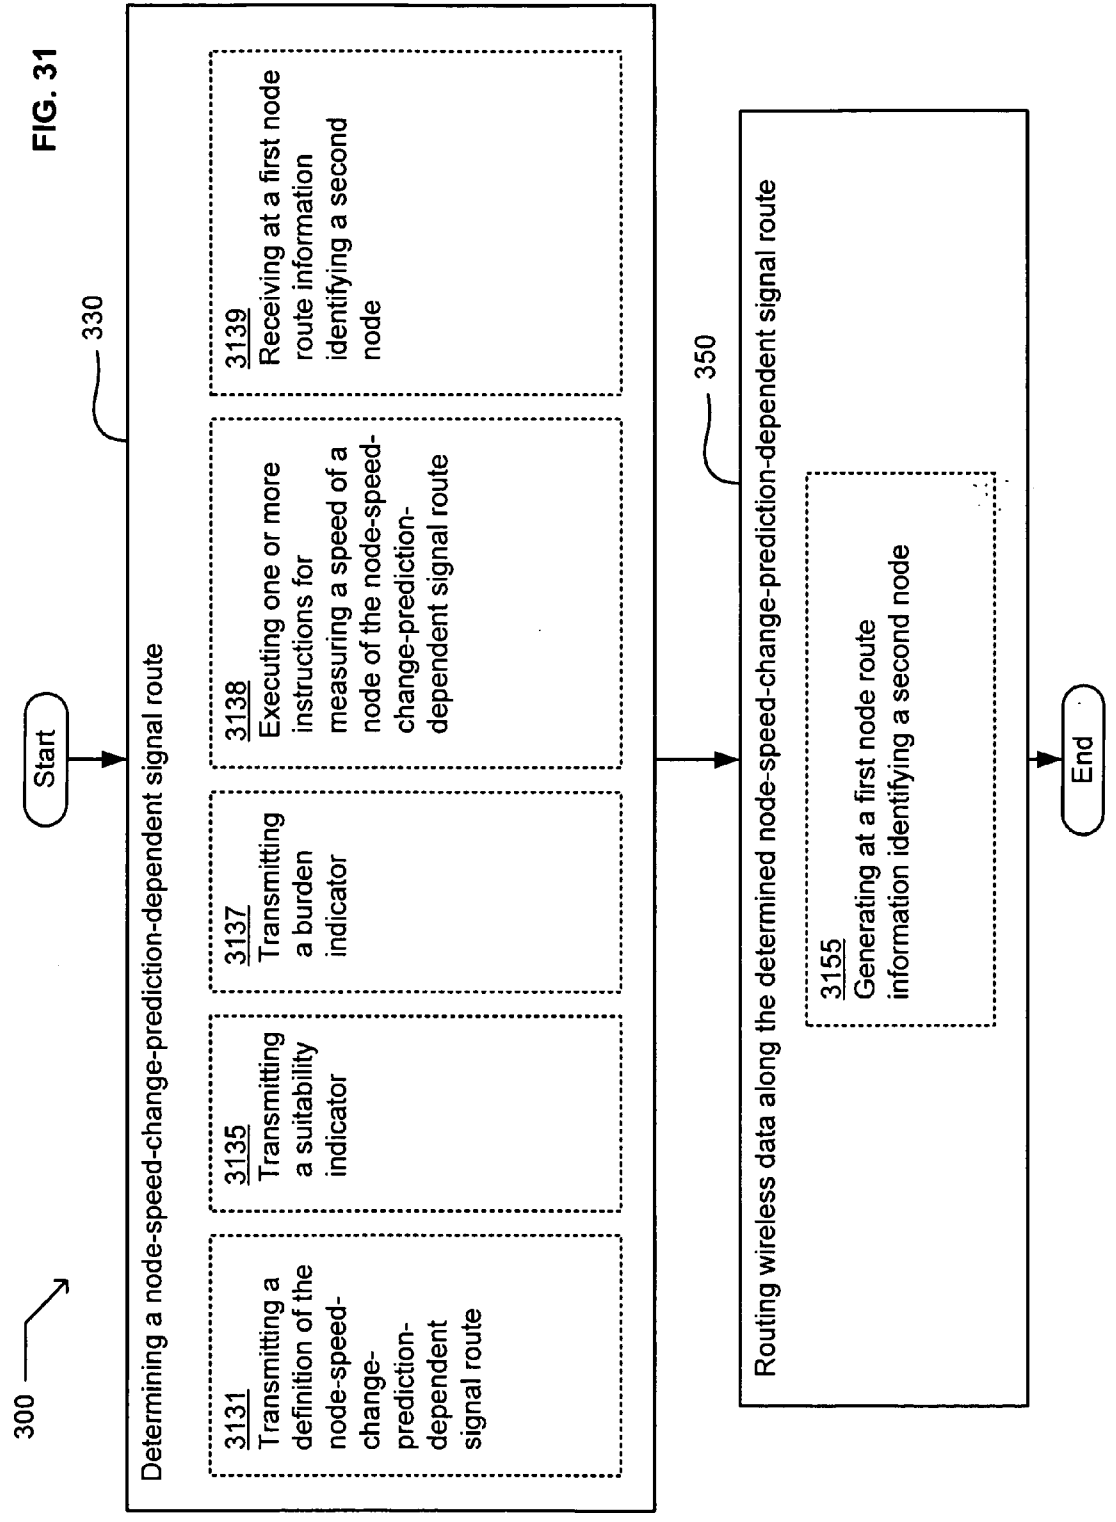 FIG. 31
300
Start
330
Determining a node-speed-change-prediction-dependent signal route
3131
Transmitting a
definition of the
node-speed-
change-
prediction-
dependent
signal route
3135
Transmitting
a suitability
indicator
3137
Transmitting
a burden
indicator
3138
Executing one or more
instructions for
measuring a speed of a
node of the node-speed-
change-prediction-
dependent signal route
3139
Receiving at a first node
route information
identifying a second
node
350
Routing wireless data along the determined node-speed-change-prediction-dependent signal route
3155
Generating at a first node route
information identifying a second node
End